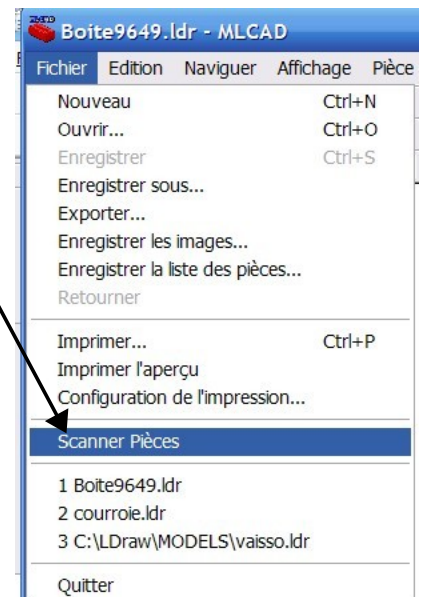 Boite9649.ldr - MLCAD
Fichier Edition Naviguer Affichage Pièce
Nouveau Ctrl+N
Ouvrir... Ctrl+O
Enregistrer Ctrl+S
Enregistrer sous...
Exporter...
Enregistrer les images...
Enregistrer la liste des pièces...
Retourner
Imprimer... Ctrl+P
Imprimer l'aperçu
Configuration de l'impression...
Scanner Pièces
1 Boite9649.ldr
2 courroie.ldr
3 C:\LDraw\MODELS\vaisso.ldr
Quitter